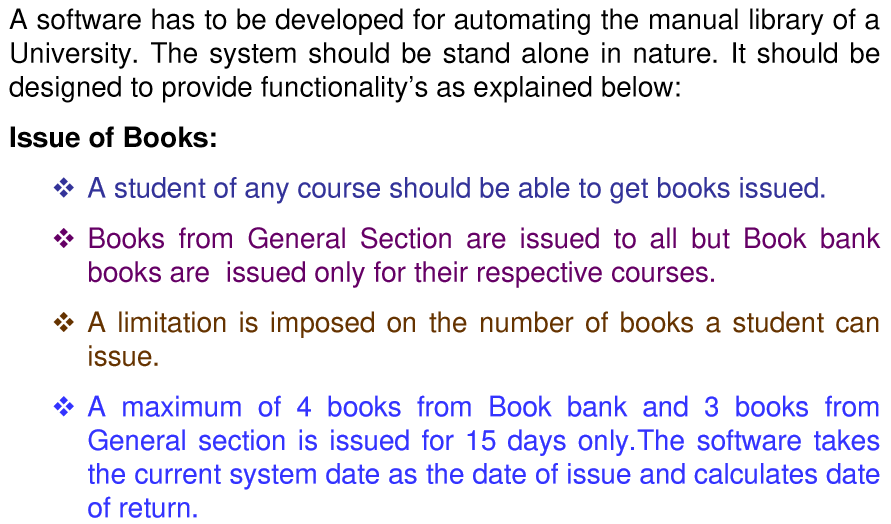 A software has to be developed for automating the manual library of a
University. The system should be stand alone in nature. It should be
designed to provide functionality's as explained below:
Issue of Books:
❖ A student of any course should be able to get books issued.
❖ Books from General Section are issued to all but Book bank
books are issued only for their respective courses.
❖ A limitation is imposed on the number of books a student can
issue.
❖ A maximum of 4 books from Book bank and 3 books from
General section is issued for 15 days only.The software takes
the current system date as the date of issue and calculates date
of return.